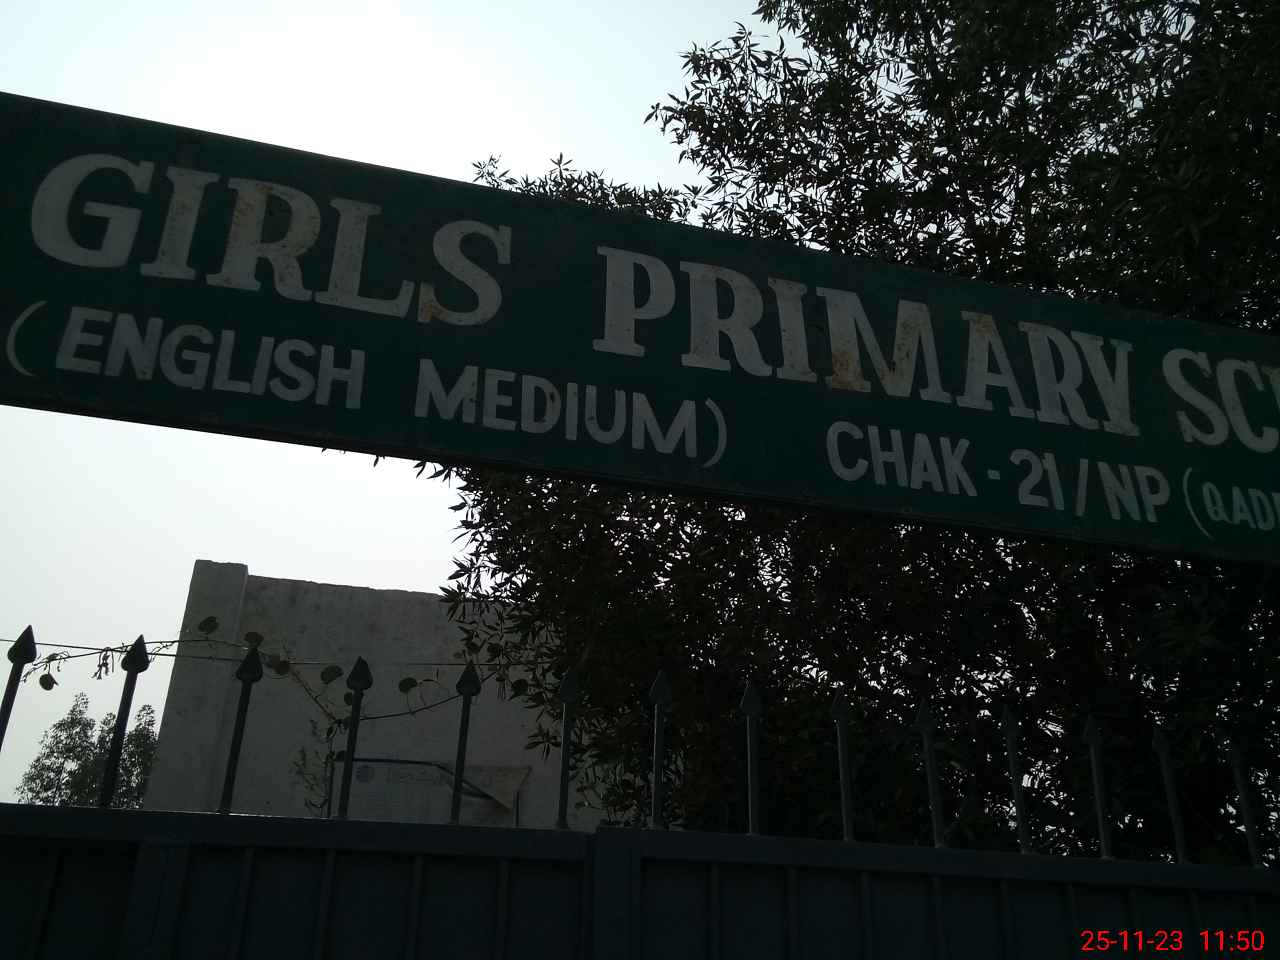 GIRLS PRIMARY
(ENGLISH MEDIUM) CHAK - 21/NP
25-11-23 11:50